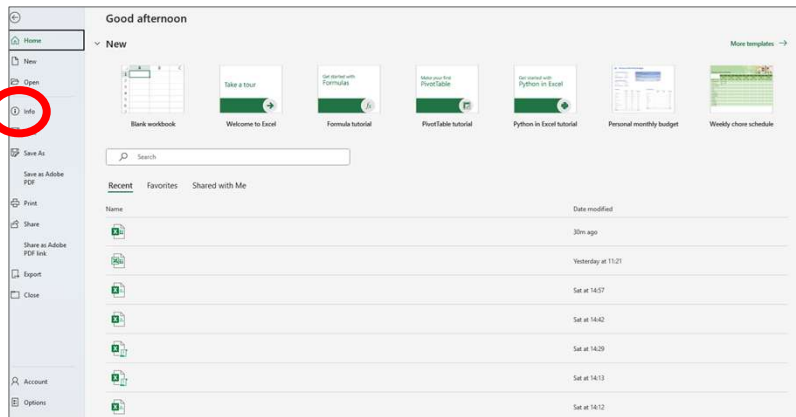 Good afternoon
Home
New
Open
Info
Save As
Save as Adobe
PDF
Print
Share
Share as Adobe
PDF link
Export
Close
Account
Options
New
More templates
A B C
Take a tour
Get started with
Formulas
fx
Make your first
PivotTable
Get started with
Python in Excel
Blank workbook
Welcome to Excel
Formula tutorial
PivotTable tutorial
Python in Excel tutorial
Personal monthly budget
Weekly chore schedule
Search
Recent Favorites Shared with Me
Name Date modified
30m ago
Yesterday at 11:21
Sat at 14:57
Sat at 14:42
Sat at 14:29
Sat at 14:13
Sat at 14:12